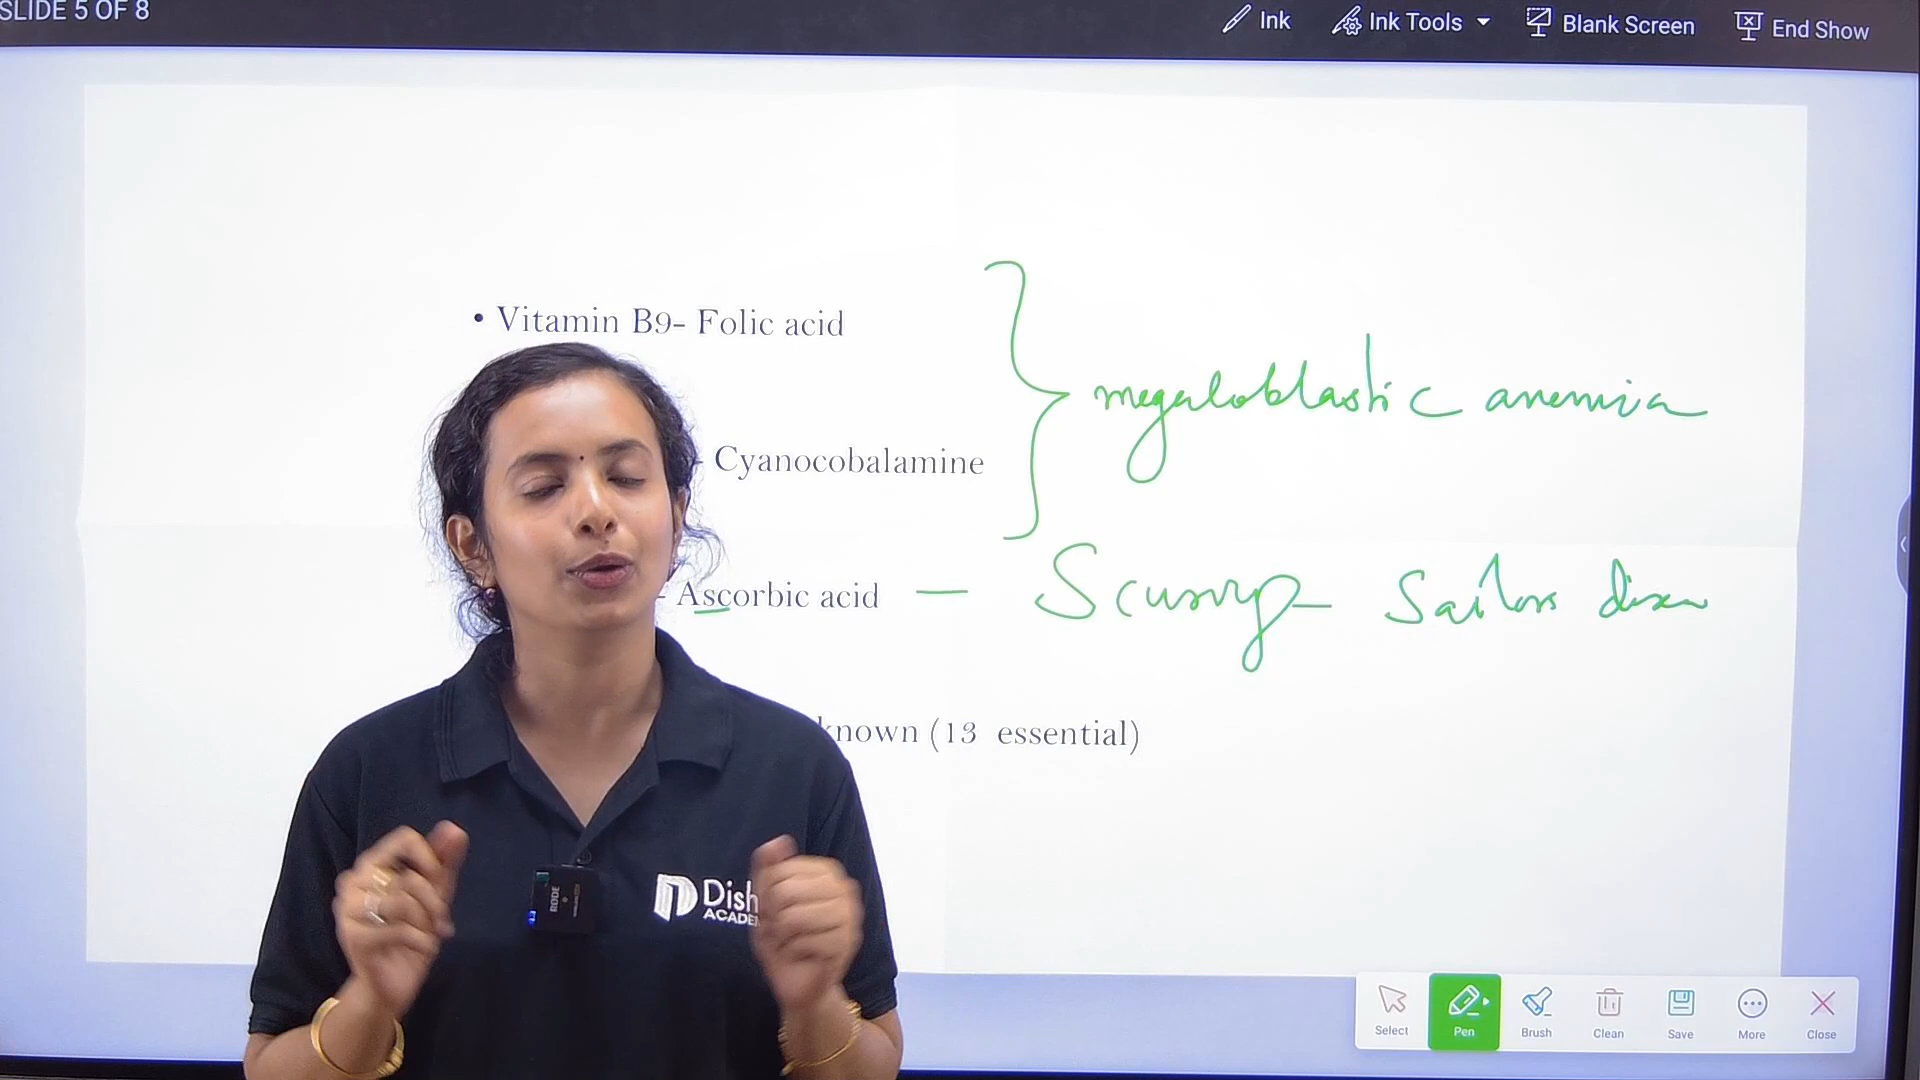 SLIDE 5 OF 8
Ink
Ink Tools
Blank Screen
End Show
• Vitamin B9- Folic acid
megaloblastic anemia
- Cyanocobalamine
- Ascorbic acid — Scurvy - Sailors
known (13 essential)
RODE
Dish
ACADE
Select
Pen
Brush
Clean
Save
More
Close